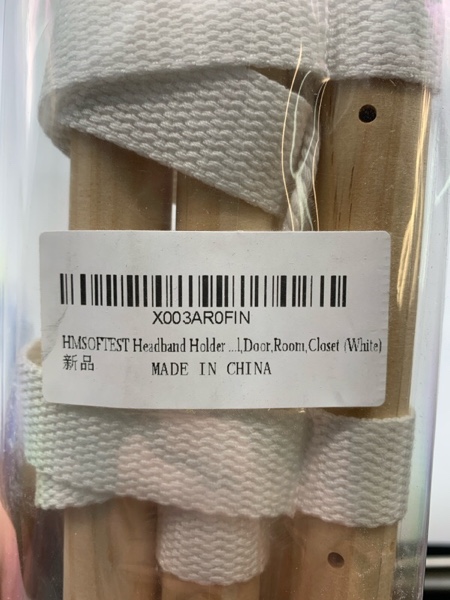 X003AR0FIN
HMSOFTEST Headband Holder ...l,Door,Room,Closet (White)
新品
MADE IN CHINA